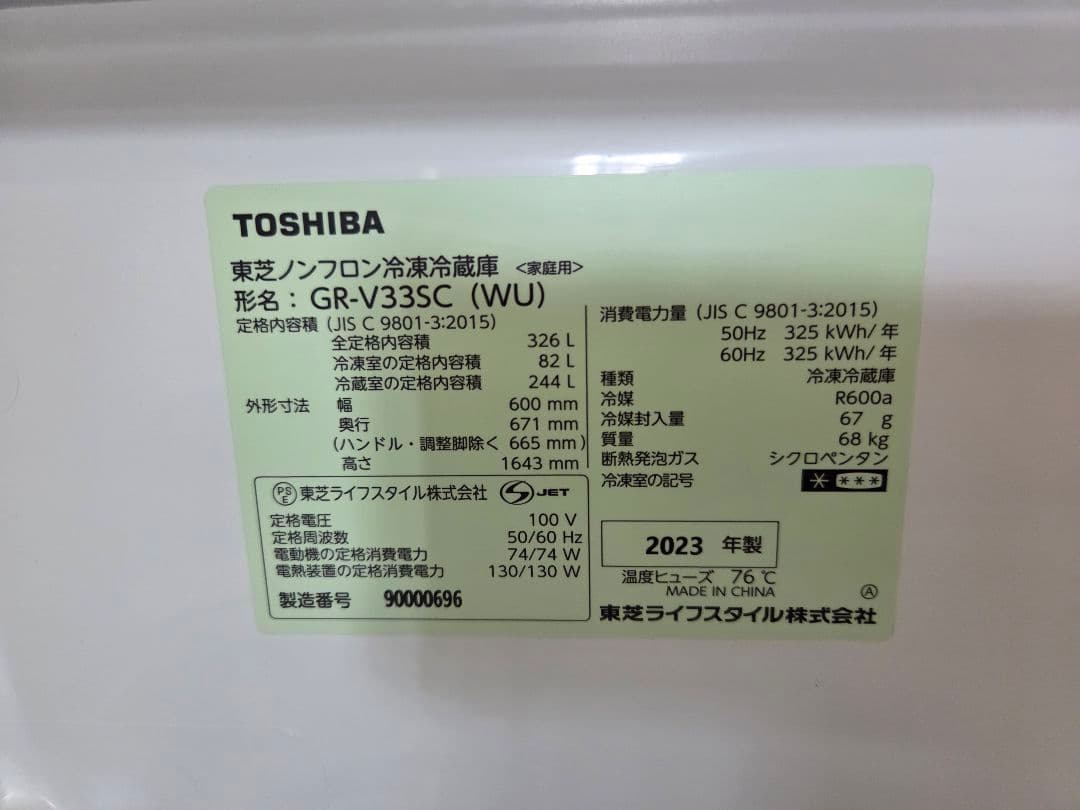 TOSHIBA
東芝ノンフロン冷凍冷蔵庫 <家庭用>
形名： GR-V33SC (WU)
定格内容積 (JIS C 9801-3:2015)
全定格内容積 326 L
冷凍室の定格内容積 82 L
冷蔵室の定格内容積 244 L
外形寸法 幅 600 mm
奥行 671 mm
(ハンドル・調整脚除く 665 mm)
高さ 1643 mm
PSE 東芝ライフスタイル株式会社 S JET
定格電圧 100 V
定格周波数 50/60 Hz
電動機の定格消費電力 74/74 W
電熱装置の定格消費電力 130/130 W
製造番号 90000696
消費電力量 (JIS C 9801-3:2015)
50Hz 325 kWh/年
60Hz 325 kWh/年
種類 冷凍冷蔵庫
冷媒 R600a
冷媒封入量 67 g
質量 68 kg
断熱発泡ガス シクロペンタン
冷凍室の記号 * ***
2023 年製
温度ヒューズ 76 ℃
MADE IN CHINA Ⓐ
東芝ライフスタイル株式会社